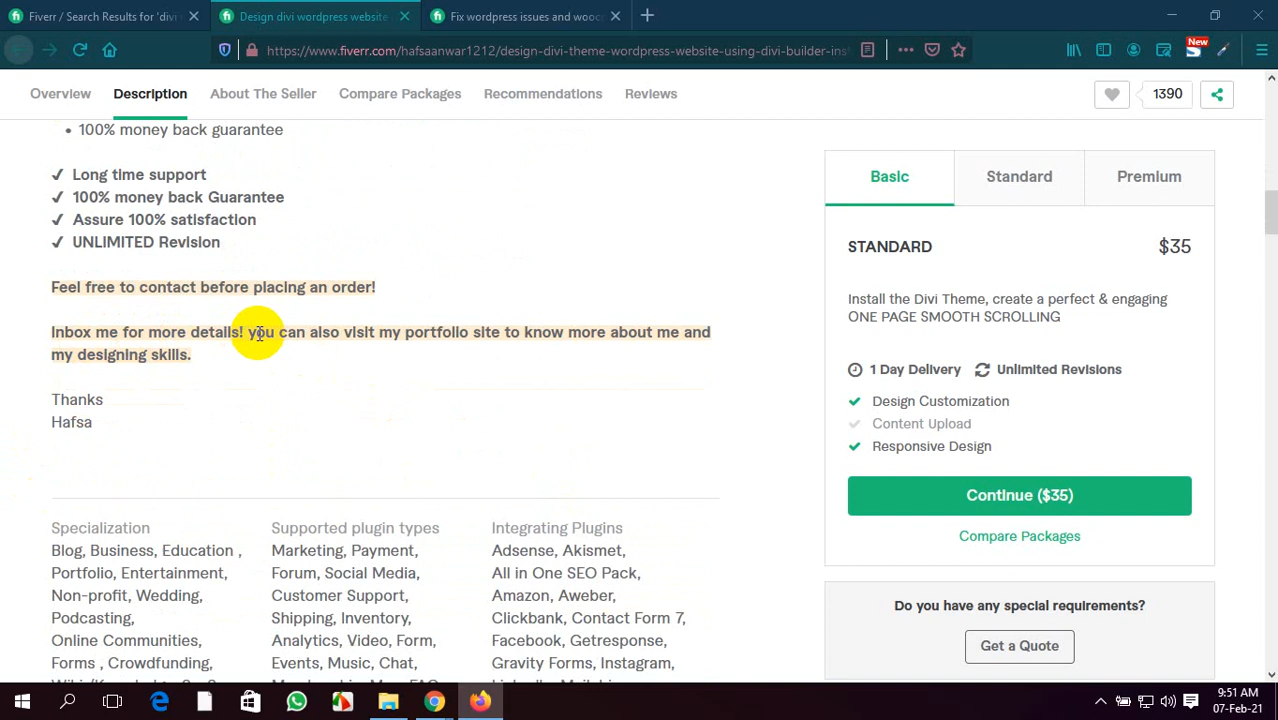 Fiverr / Search Results for 'divi
Design divi wordpress website
Fix wordpress issues and wooc
https://www.fiverr.com/hafsaanwar1212/design-divi-theme-wordpress-website-using-divi-builder-inst
New
Overview
Description
About The Seller
Compare Packages
Recommendations
Reviews
1390
• 100% money back guarantee
✓ Long time support
✓ 100% money back Guarantee
✓ Assure 100% satisfaction
✓ UNLIMITED Revision
Feel free to contact before placing an order!
Inbox me for more details! you can also visit my portfolio site to know more about me and
my designing skills.
Thanks
Hafsa
Specialization
Blog, Business, Education ,
Portfolio, Entertainment,
Non-profit, Wedding,
Podcasting,
Online Communities,
Forms , Crowdfunding,
Supported plugin types
Marketing, Payment,
Forum, Social Media,
Customer Support,
Shipping, Inventory,
Analytics, Video, Form,
Events, Music, Chat,
Integrating Plugins
Adsense, Akismet,
All in One SEO Pack,
Amazon, Aweber,
Clickbank, Contact Form 7,
Facebook, Getresponse,
Gravity Forms, Instagram,
Basic
Standard
Premium
STANDARD
$35
Install the Divi Theme, create a perfect & engaging
ONE PAGE SMOOTH SCROLLING
1 Day Delivery
Unlimited Revisions
Design Customization
Content Upload
Responsive Design
Continue ($35)
Compare Packages
Do you have any special requirements?
Get a Quote
9:51 AM
07-Feb-21